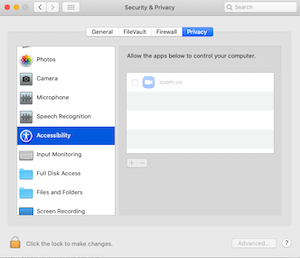 Security & Privacy
Search
General FileVault Firewall Privacy
Photos
Camera
Microphone
Speech Recognition
Accessibility
Input Monitoring
Full Disk Access
Files and Folders
Screen Recording
Allow the apps below to control your computer.
zoom.us
+ −
Click the lock to make changes.
Advanced...
?